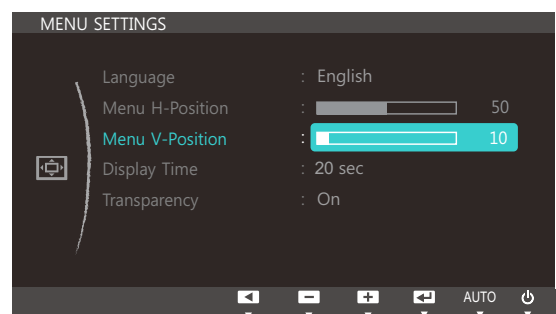 MENU SETTINGS
Language : English
Menu H-Position : 50
Menu V-Position : 10
Display Time : 20 sec
Transparency : On
AUTO